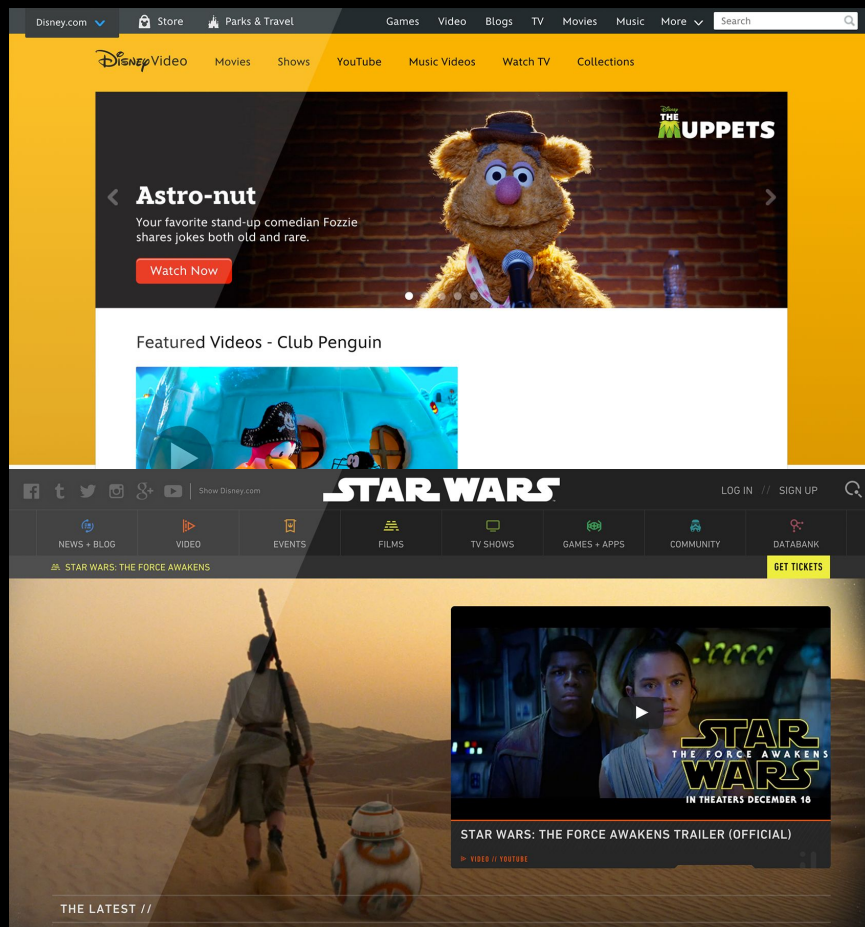 Disney.com Store Parks & Travel Games Video Blogs TV Movies Music More Search
Disney Video Movies Shows YouTube Music Videos Watch TV Collections
Disney
THE
MUPPETS
Astro-nut
Your favorite stand-up comedian Fozzie
shares jokes both old and rare.
Watch Now
Featured Videos - Club Penguin
Show Disney.com STAR WARS LOG IN // SIGN UP
NEWS + BLOG VIDEO EVENTS FILMS TV SHOWS GAMES + APPS COMMUNITY DATABANK
STAR WARS: THE FORCE AWAKENS GET TICKETS
STAR
THE FORCE AWAKENS
WARS
IN THEATERS DECEMBER 18
STAR WARS: THE FORCE AWAKENS TRAILER (OFFICIAL)
VIDEO // YOUTUBE
THE LATEST //